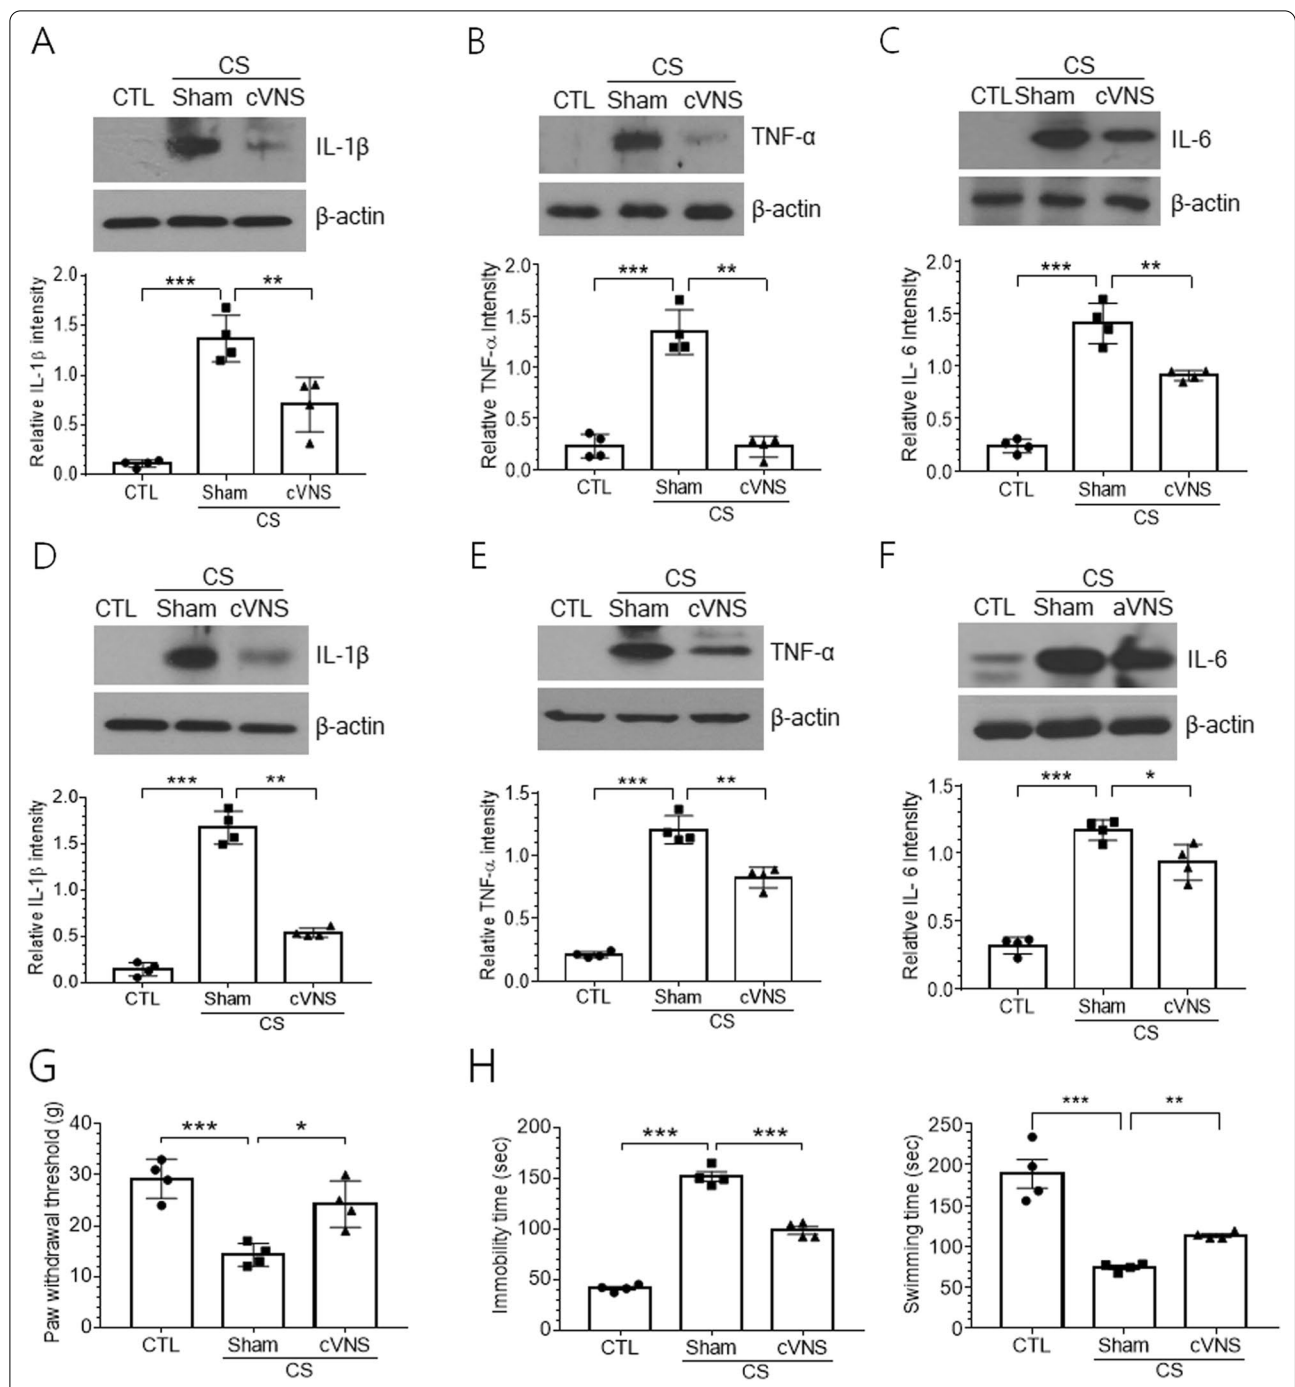 A
CS
CTL Sham cVNS
IL-1β
β-actin
Relative IL-1β intensity
2.0
1.5
1.0
0.5
0.0
*** **
CTL Sham cVNS
CS
B
CS
CTL Sham cVNS
TNF-α
β-actin
Relative TNF-α Intensity
2.0
1.5
1.0
0.5
0.0
*** **
CTL Sham cVNS
CS
C
CS
CTL Sham cVNS
IL-6
β-actin
Relative IL- 6 Intensity
2.0
1.5
1.0
0.5
0.0
*** **
CTL Sham cVNS
CS
D
CS
CTL Sham cVNS
IL-1β
β-actin
Relative IL-1β intensity
2.0
1.5
1.0
0.5
0.0
*** **
CTL Sham cVNS
CS
E
CS
CTL Sham cVNS
TNF-α
β-actin
Relative TNF-α intensity
1.5
1.0
0.5
0.0
*** **
CTL Sham cVNS
CS
F
CS
CTL Sham aVNS
IL-6
β-actin
Relative IL- 6 Intensity
1.5
1.0
0.5
0.0
*** *
CTL Sham cVNS
CS
G
Paw withdrawal threshold (g)
40
30
20
10
0
*** *
CTL Sham cVNS
CS
H
Immobility time (sec)
200
150
100
50
0
*** ***
CTL Sham cVNS
CS
Swimming time (sec)
250
200
150
100
50
0
*** **
CTL Sham cVNS
CS